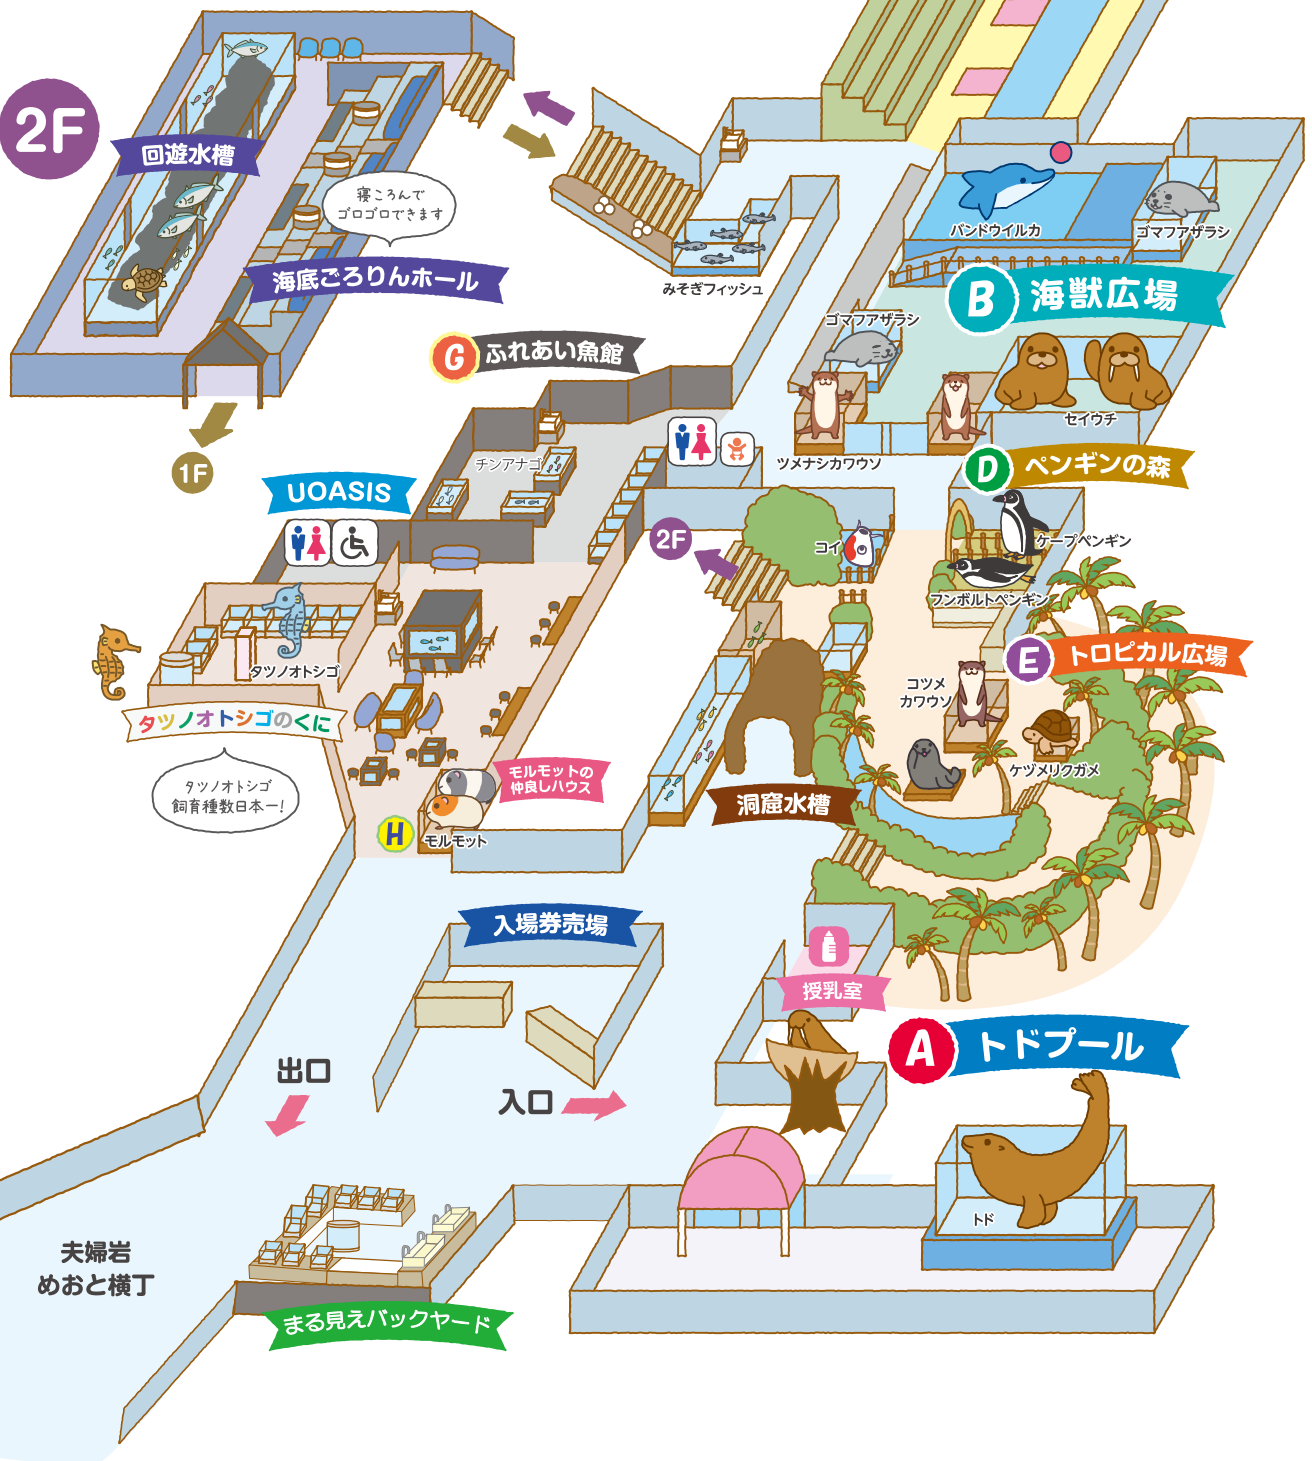 2F
回遊水槽
寝ころんで
ゴロゴロできます
海底ごろりんホール
1F
みそぎフィッシュ
バンドウイルカ
ゴマフアザラシ
B 海獣広場
ゴマフアザラシ
セイウチ
ツメナシカワウソ
G ふれあい魚館
チンアナゴ
UOASIS
2F
コイ
D ペンギンの森
ケープペンギン
フンボルトペンギン
E トロピカル広場
コツメ
カワウソ
ケヅメリクガメ
タツノオトシゴ
タツノオトシゴのくに
タツノオトシゴ
飼育種数日本一!
モルモットの
仲良しハウス
H
モルモット
洞窟水槽
入場券売場
授乳室
A トドプール
トド
出口
入口
夫婦岩
めおと横丁
まる見えバックヤード